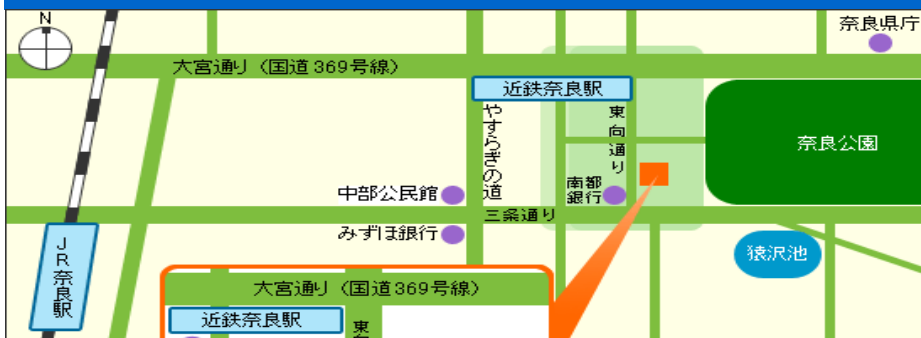 N
奈良県庁
大宮通り（国道369号線）
近鉄奈良駅
やすらぎの道
東向通り
奈良公園
中部公民館
南都
銀行
三条通り
みずほ銀行
猿沢池
JR奈良駅
大宮通り（国道369号線）
近鉄奈良駅
東